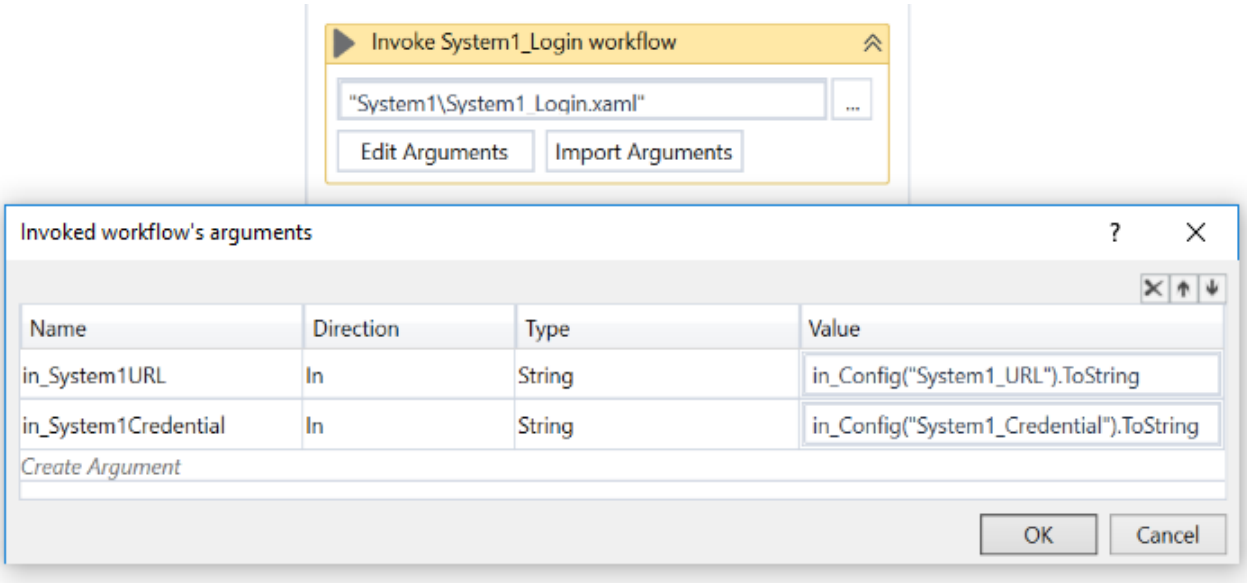 Invoke System1_Login workflow
"System1\System1_Login.xaml"
...
Edit Arguments Import Arguments
Invoked workflow's arguments ?
Name Direction Type Value
in_System1URL In String in_Config("System1_URL").ToString
in_System1Credential In String in_Config("System1_Credential").ToString
Create Argument
OK Cancel